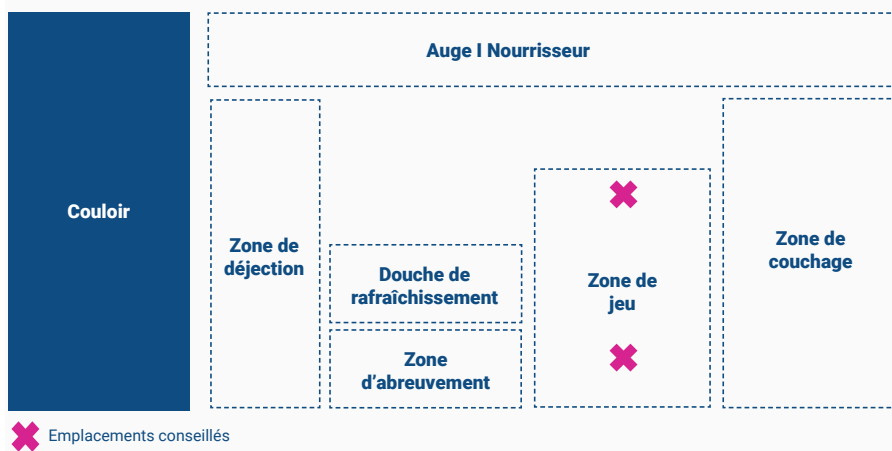 Auge I Nourrisseur
Couloir
Zone de
déjection
Douche de
rafraîchissement
Zone
d’abreuvement
Zone de
jeu
Zone de
couchage
Emplacements conseillés